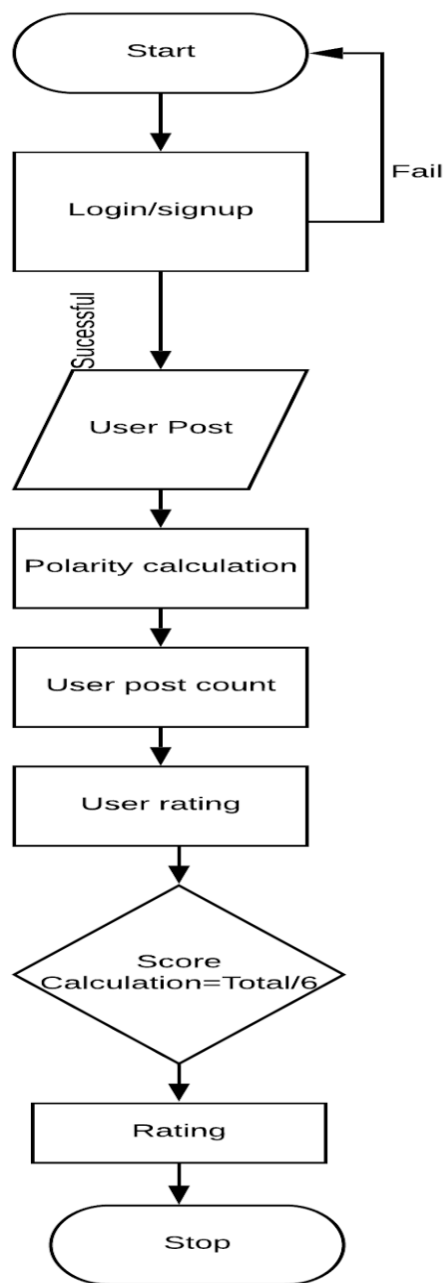 Start
Fail
Login/signup
Sucessful
User Post
Polarity calculation
User post count
User rating
Score
Calculation=Total/6
Rating
Stop